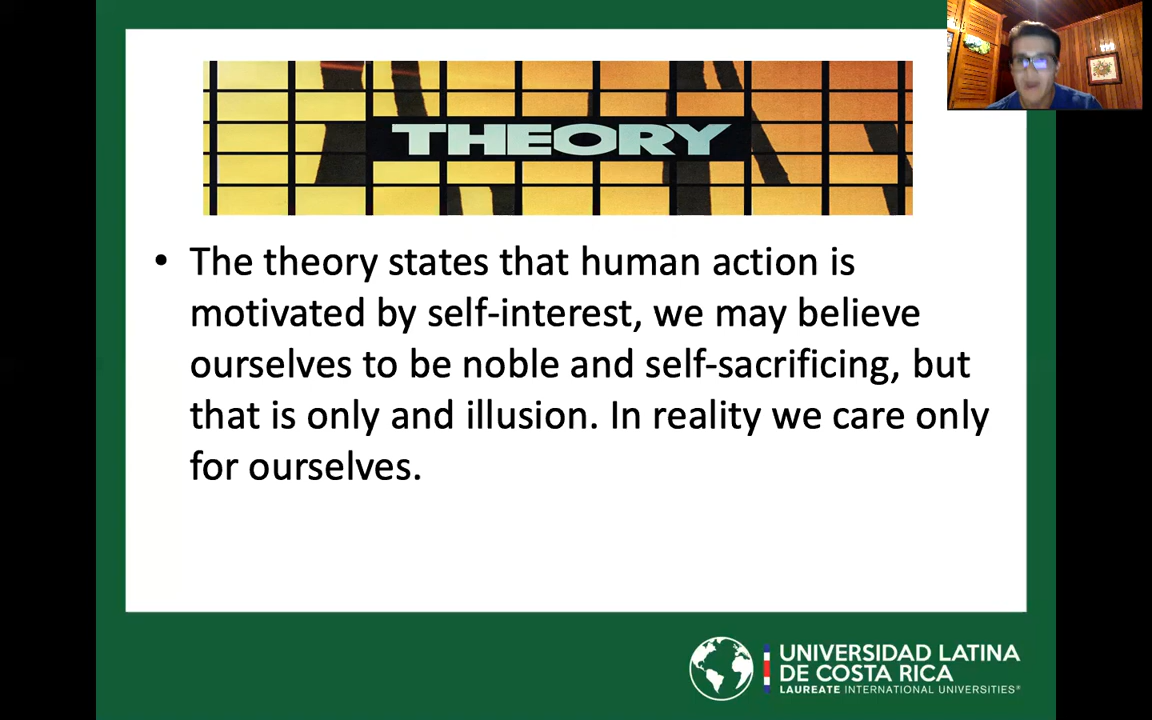 THEORY
• The theory states that human action is
motivated by self-interest, we may believe
ourselves to be noble and self-sacrificing, but
that is only and illusion. In reality we care only
for ourselves.
UNIVERSIDAD LATINA
DE COSTA RICA
LAUREATE INTERNATIONAL UNIVERSITIES®